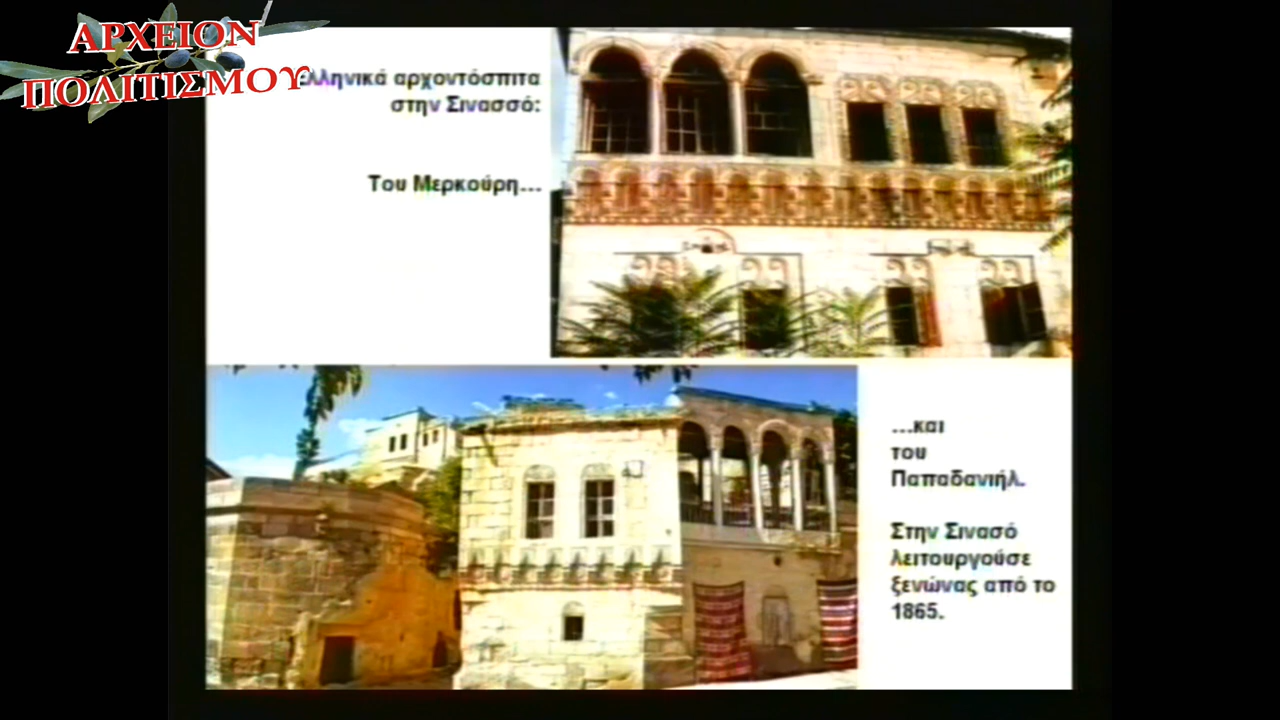 ΑΡΧΕΙΟΝ
ΠΟΛΙΤΙΣΜΟΥ
ελληνικά αρχοντόσπιτα
στην Σινασσό:
Του Μερκούρη...
...και
του
Παπαδανιήλ.
Στην Σινασό
λειτουργούσε
ξενώνας από το
1865.